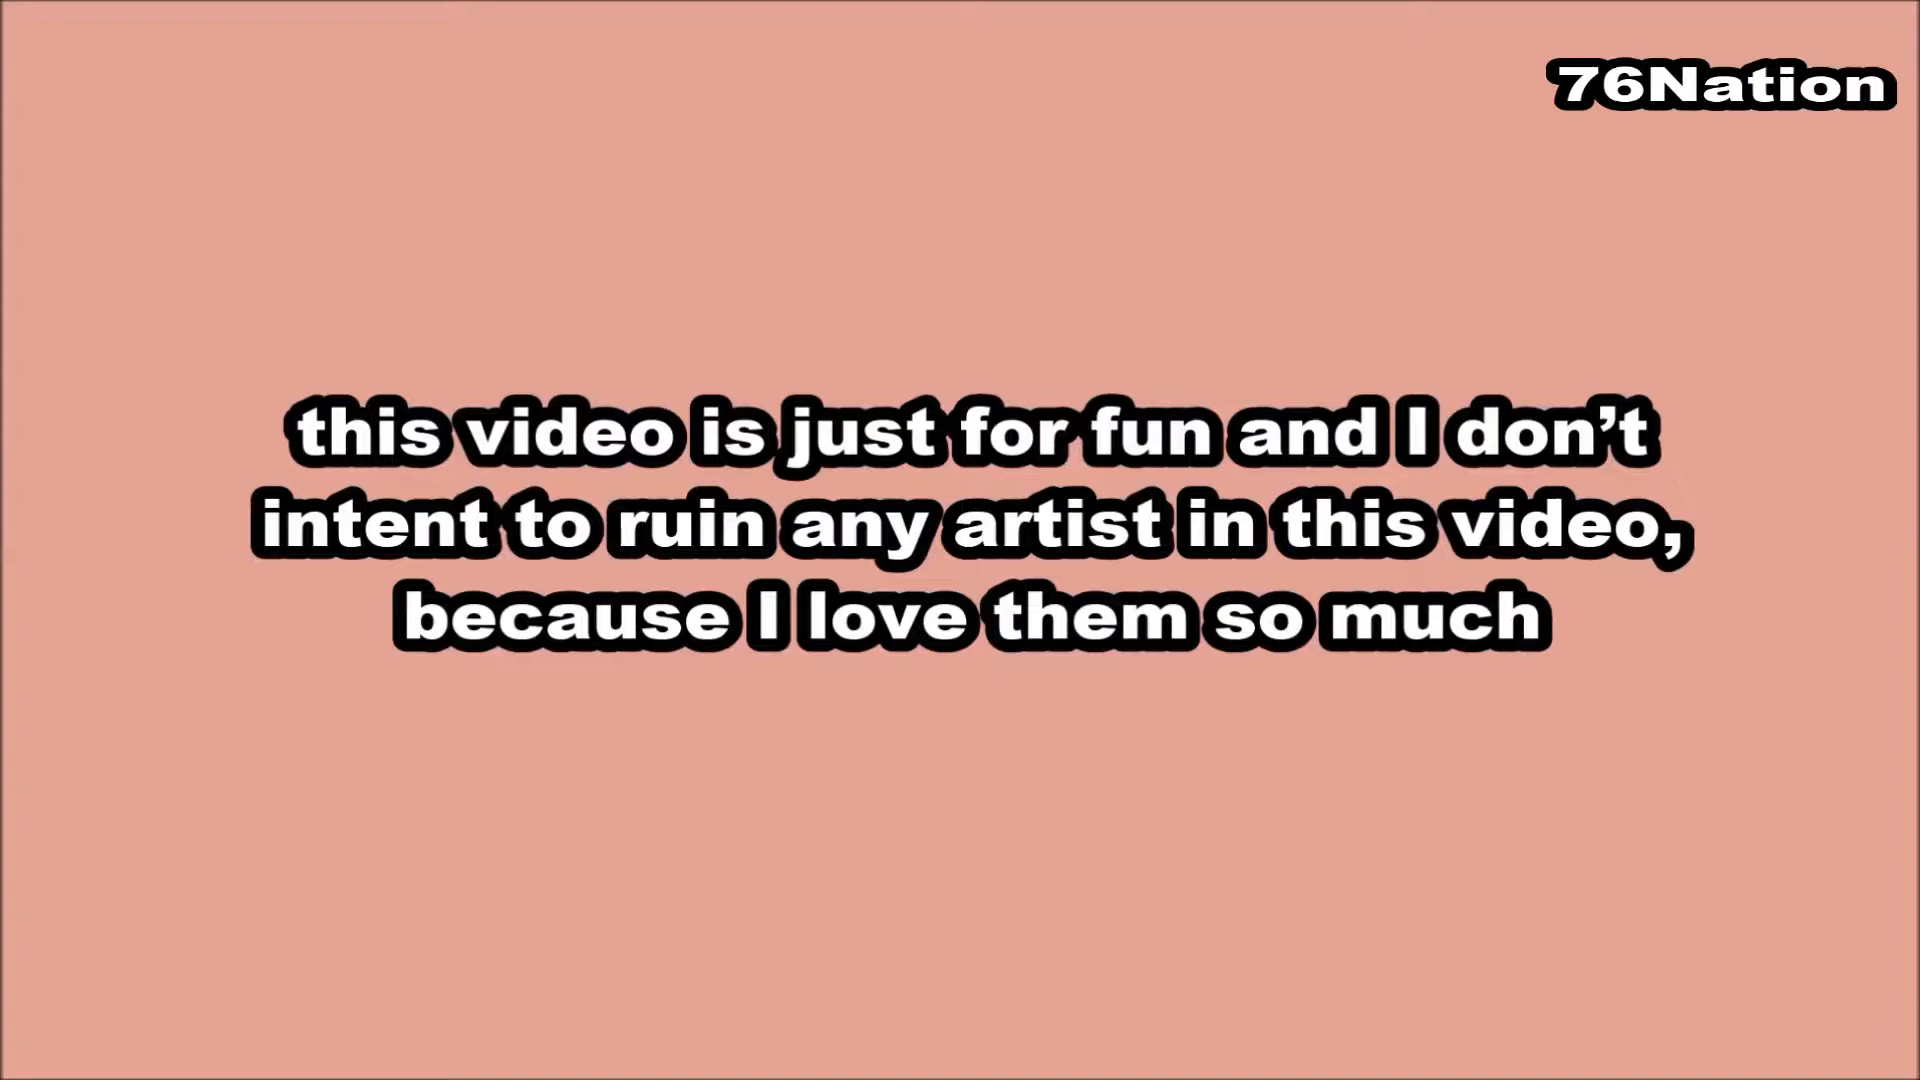 76Nation
this video is just for fun and I don’t
intent to ruin any artist in this video,
because I love them so much